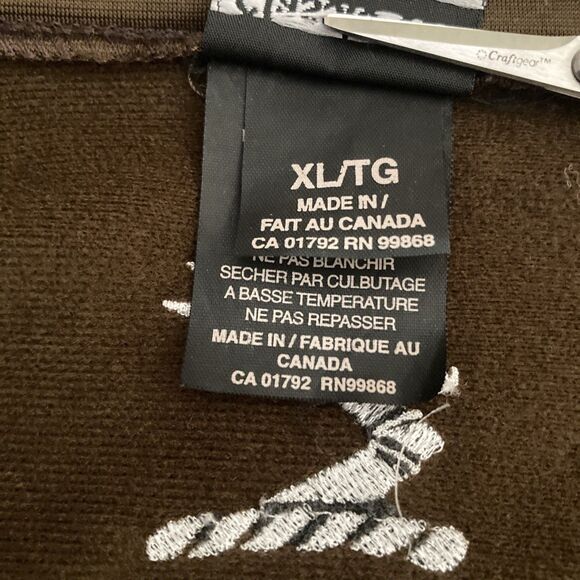 Craftgear™
XL/TG
MADE IN /
FAIT AU CANADA
CA 01792 RN 99868
NE PAS BLANCHIR
SECHER PAR CULBUTAGE
A BASSE TEMPERATURE
NE PAS REPASSER
MADE IN / FABRIQUE AU
CANADA
CA 01792 RN99868